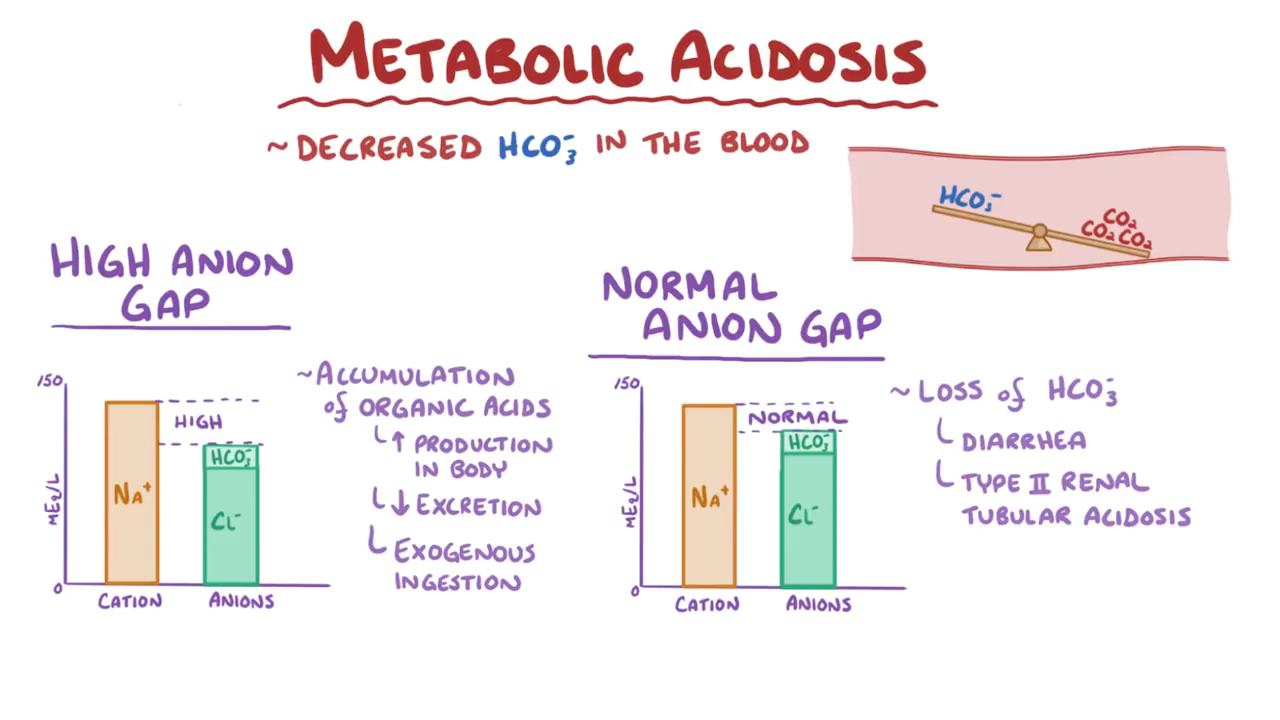 METABOLIC ACIDOSIS
~ DECREASED HCO₃⁻ IN THE BLOOD
HCO₃⁻
CO₂
CO₂ CO₂
HIGH ANION
GAP
150
HIGH
HCO₃⁻
Na⁺
Cl⁻
mEq/L
0
CATION ANIONS
~ ACCUMULATION
of ORGANIC ACIDS
↑ PRODUCTION
IN BODY
↓ EXCRETION
EXOGENOUS
INGESTION
NORMAL
ANION GAP
150
NORMAL
HCO₃⁻
Na⁺
Cl⁻
mEq/L
0
CATION ANIONS
~ LOSS of HCO₃⁻
DIARRHEA
TYPE II RENAL
TUBULAR ACIDOSIS